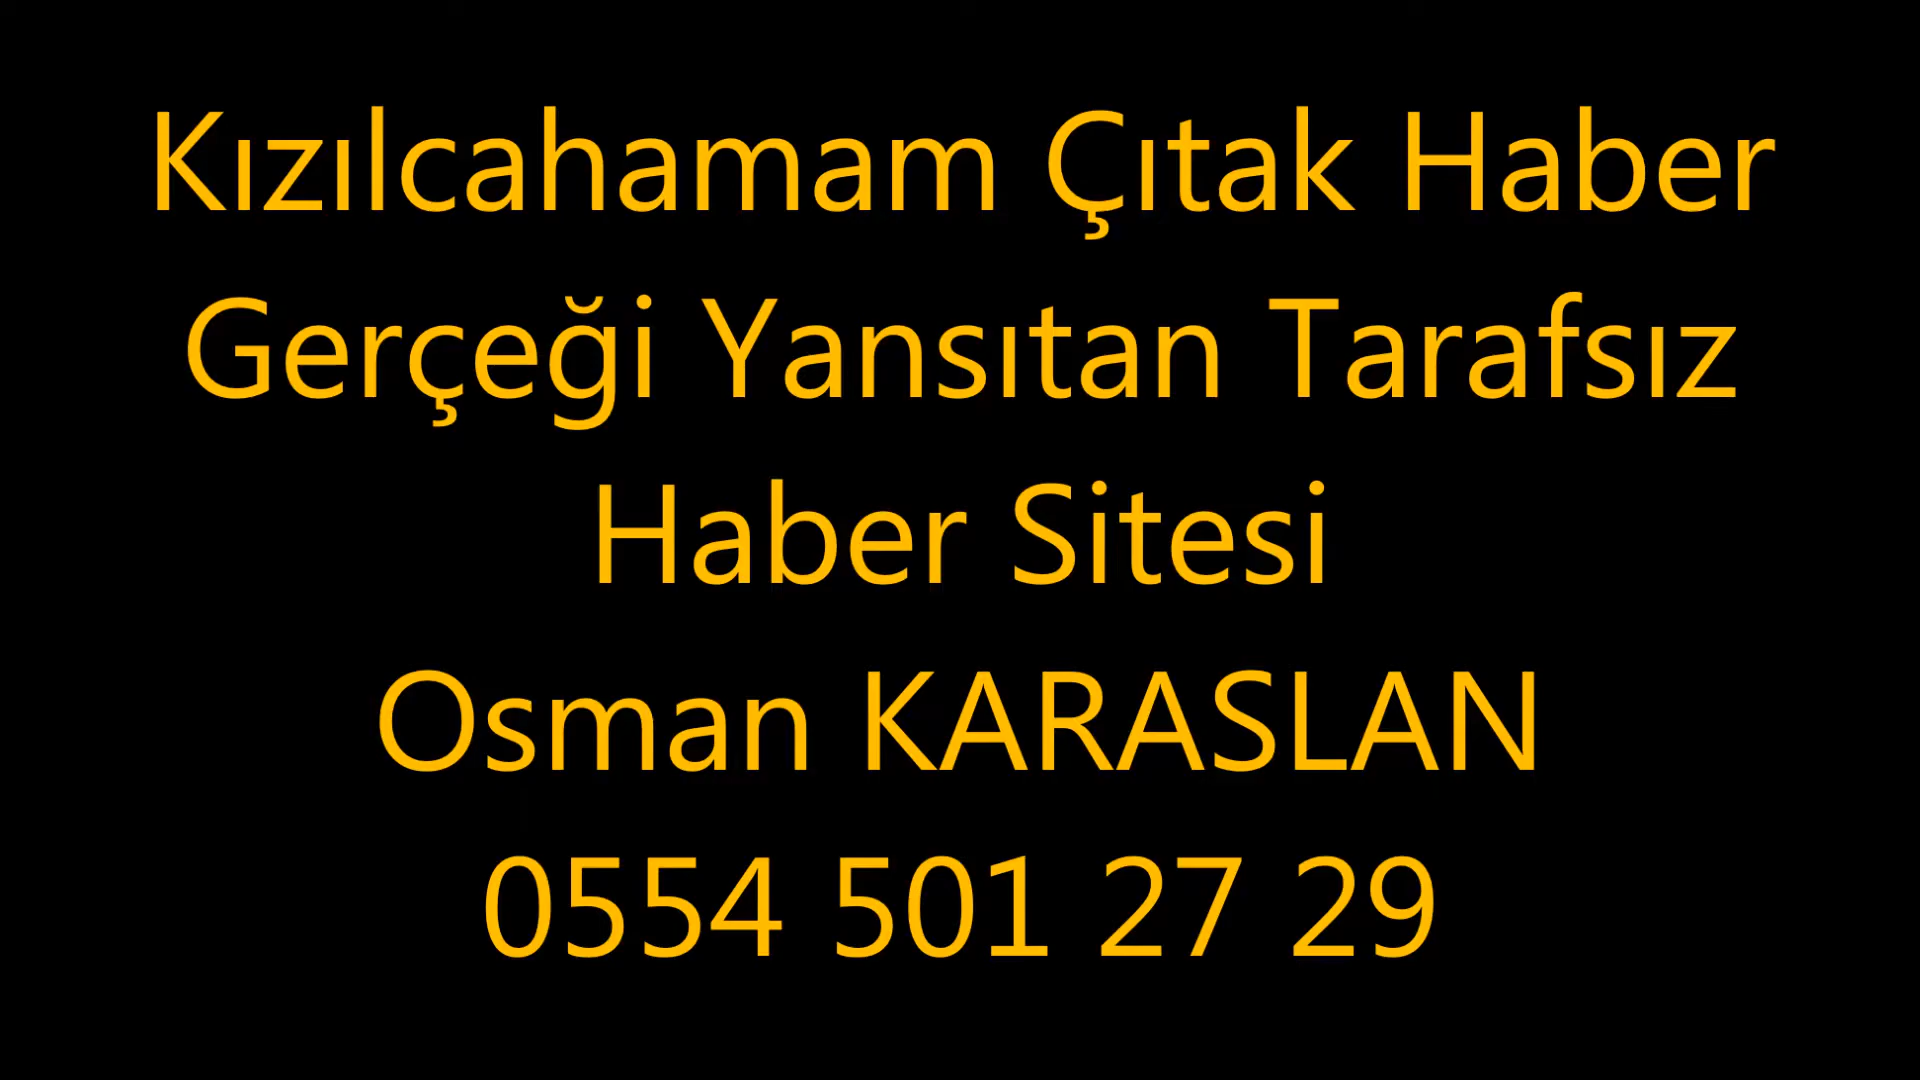 Kızılcahamam Çıtak Haber
Gerçeği Yansıtan Tarafsız
Haber Sitesi
Osman KARASLAN
0554 501 27 29